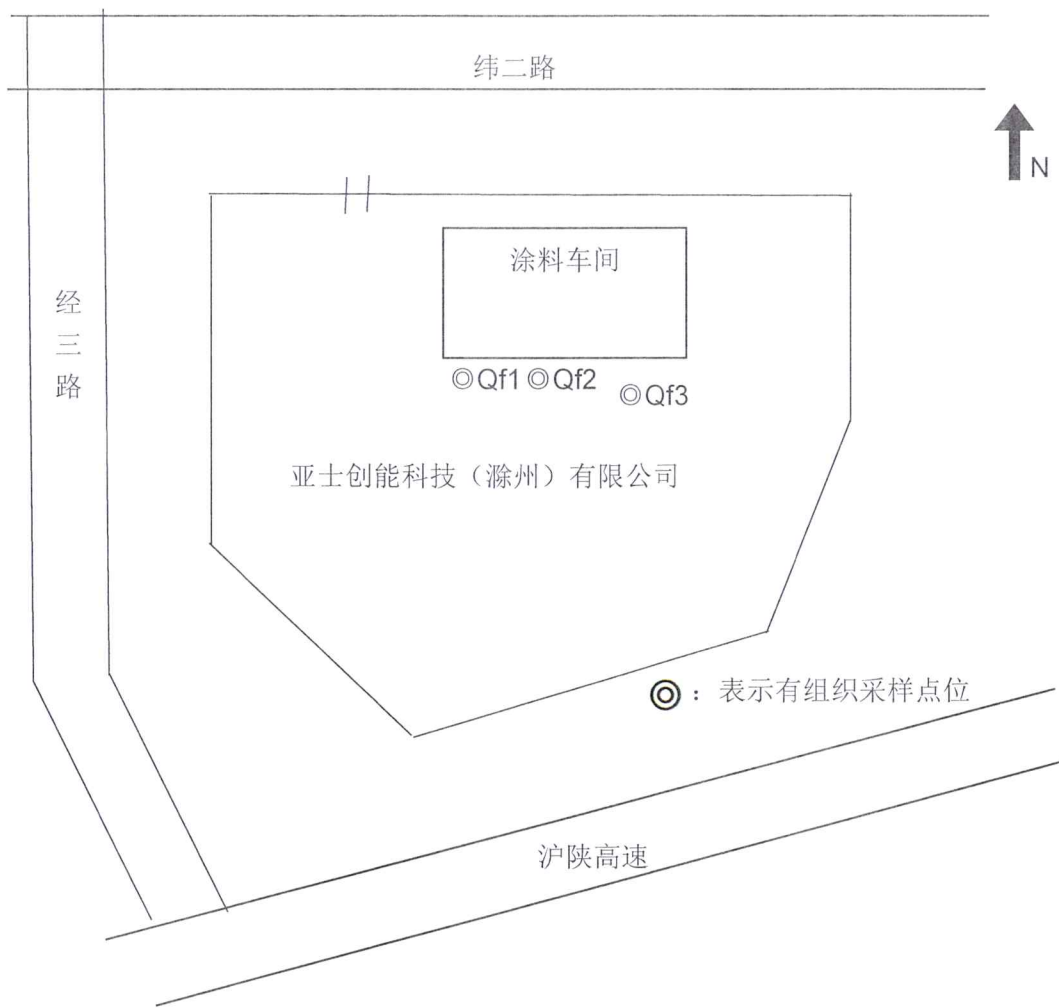 纬二路
N
涂料车间
经
三
路
◎Qf1 ◎Qf2
◎Qf3
亚士创能科技（滁州）有限公司
◎：表示有组织采样点位
沪陕高速